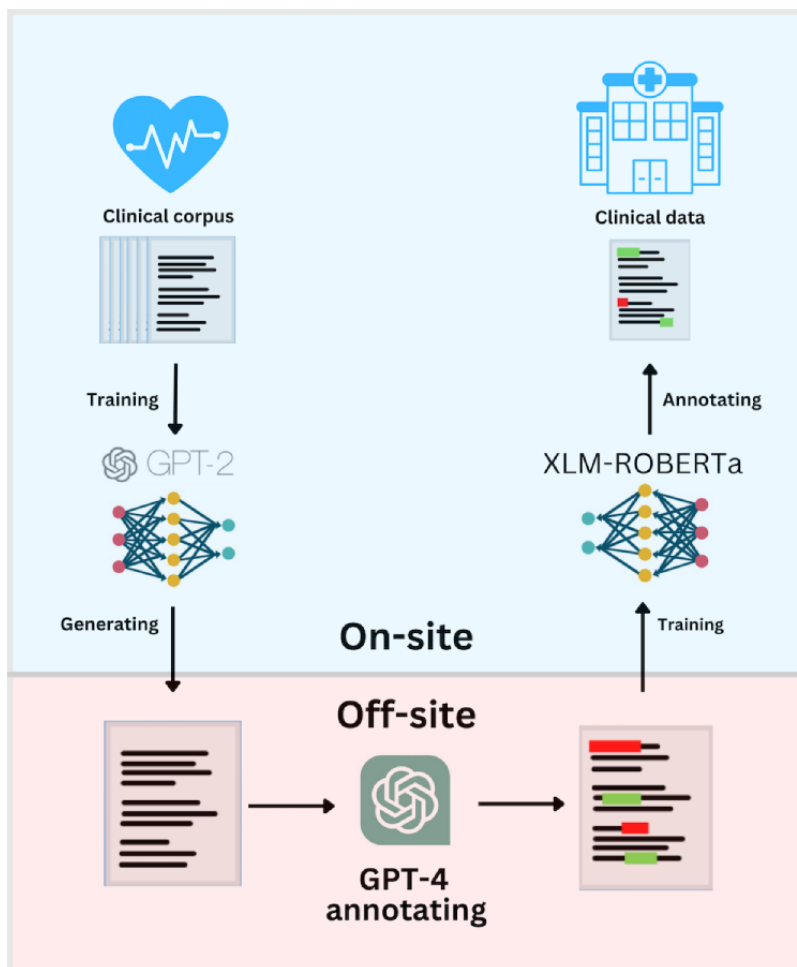 Clinical corpus
Clinical data
Training
Annotating
GPT-2
XLM-ROBERTa
Generating
Training
On-site
Off-site
GPT-4
annotating